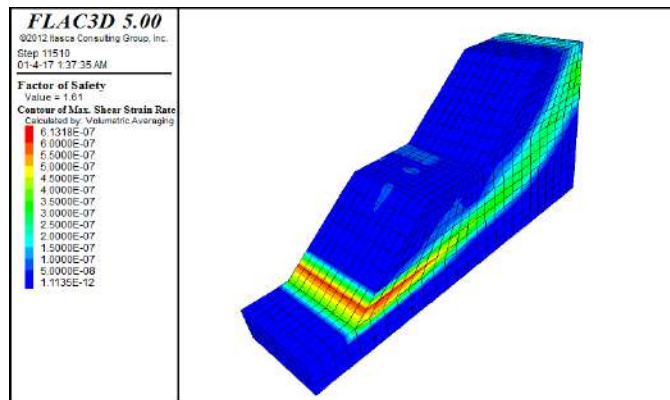 FLAC3D 5.00
©2012 Itasca Consulting Group, Inc.
Step 11510
01-4-17 1:37:35 AM
Factor of Safety
Value = 1.61
Contour of Max. Shear Strain Rate
Calculated by: Volumetric Averaging
6.1318E-07
6.0000E-07
5.5000E-07
5.0000E-07
4.5000E-07
4.0000E-07
3.5000E-07
3.0000E-07
2.5000E-07
2.0000E-07
1.5000E-07
1.0000E-07
5.0000E-08
1.1135E-12